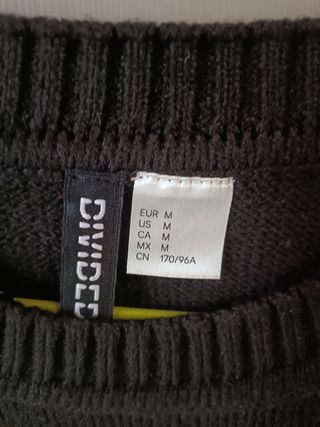 DIVIDED
EUR M
US M
CA M
MX M
CN 170/96A